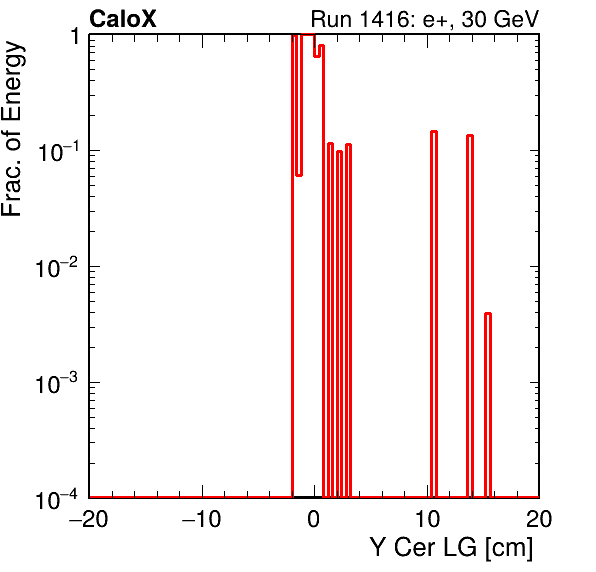 CaloX Run 1416: e+, 30 GeV
Frac. of Energy
1
10⁻¹
10⁻²
10⁻³
10⁻⁴
−20 −10 0 10 20
Y Cer LG [cm]